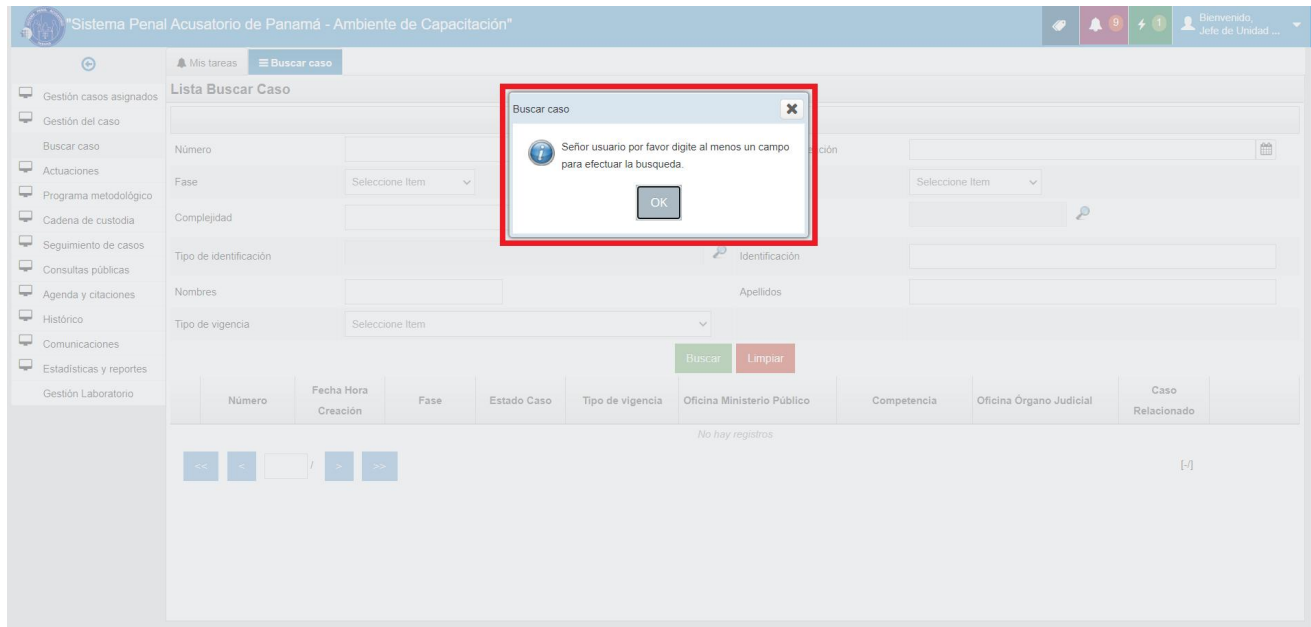 "Sistema Penal Acusatorio de Panamá - Ambiente de Capacitación"
9
1
Bienvenido,
Jefe de Unidad ...
Mis tareas
Buscar caso
Gestión casos asignados
Gestión del caso
Buscar caso
Actuaciones
Programa metodológico
Cadena de custodia
Seguimiento de casos
Consultas públicas
Agenda y citaciones
Histórico
Comunicaciones
Estadísticas y reportes
Gestión Laboratorio
Lista Buscar Caso
Buscar caso
Señor usuario por favor digite al menos un campo
para efectuar la busqueda.
OK
Número
ción
Fase
Seleccione Item
Seleccione Item
Complejidad
Tipo de identificación
Identificación
Nombres
Apellidos
Tipo de vigencia
Seleccione Item
Buscar
Limpiar
Número
Fecha Hora
Creación
Fase
Estado Caso
Tipo de vigencia
Oficina Ministerio Público
Competencia
Oficina Órgano Judicial
Caso
Relacionado
No hay registros
<< < / > >>
[-/]